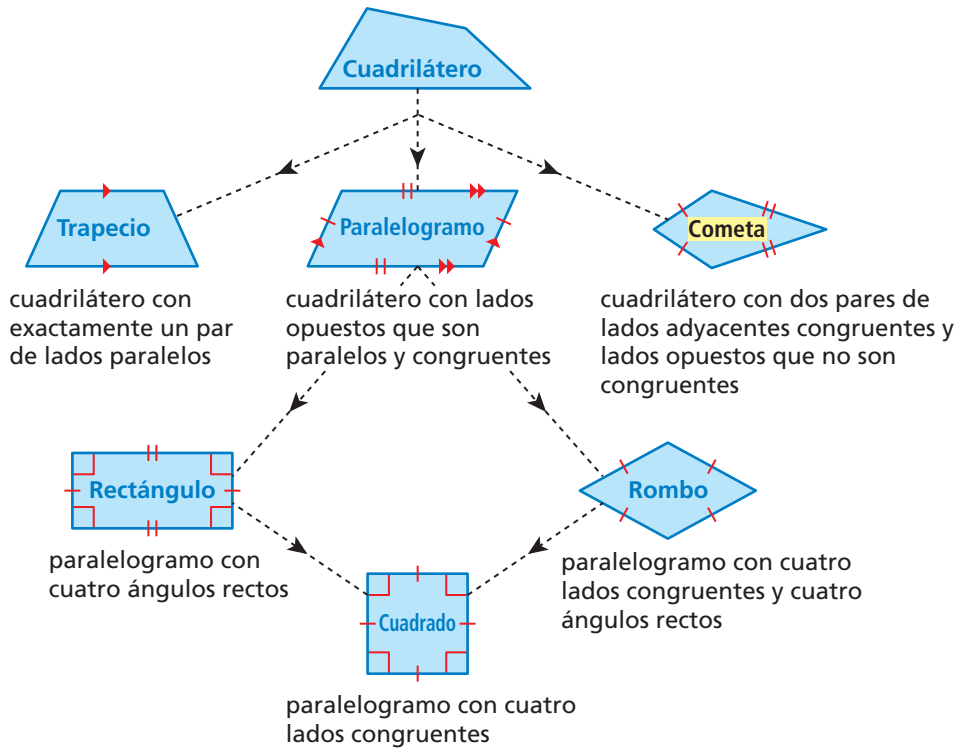 Cuadrilátero
Trapecio
cuadrilátero con
exactamente un par
de lados paralelos
Paralelogramo
cuadrilátero con lados
opuestos que son
paralelos y congruentes
Cometa
cuadrilátero con dos pares de
lados adyacentes congruentes y
lados opuestos que no son
congruentes
Rectángulo
paralelogramo con
cuatro ángulos rectos
Rombo
paralelogramo con cuatro
lados congruentes y cuatro
ángulos rectos
Cuadrado
paralelogramo con cuatro
lados congruentes